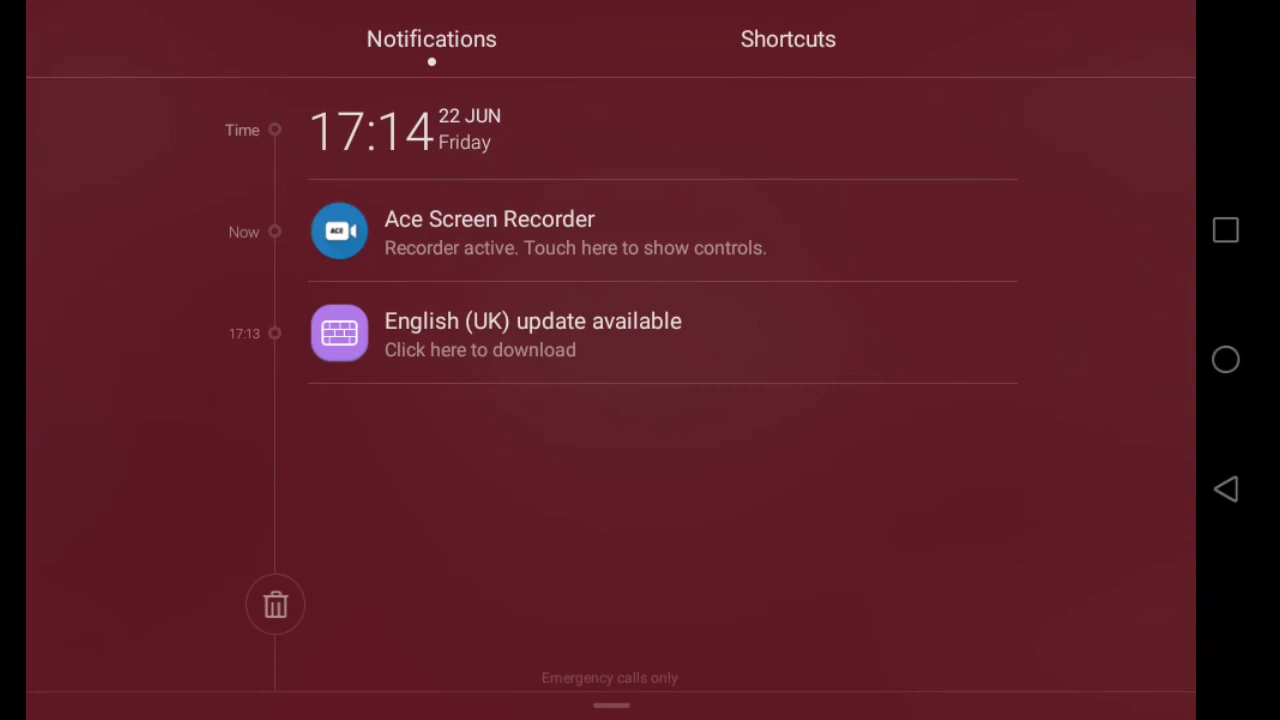 Notifications
Shortcuts
Time
17:14
22 JUN
Friday
Now
ACE
Ace Screen Recorder
Recorder active. Touch here to show controls.
17:13
English (UK) update available
Click here to download
Emergency calls only